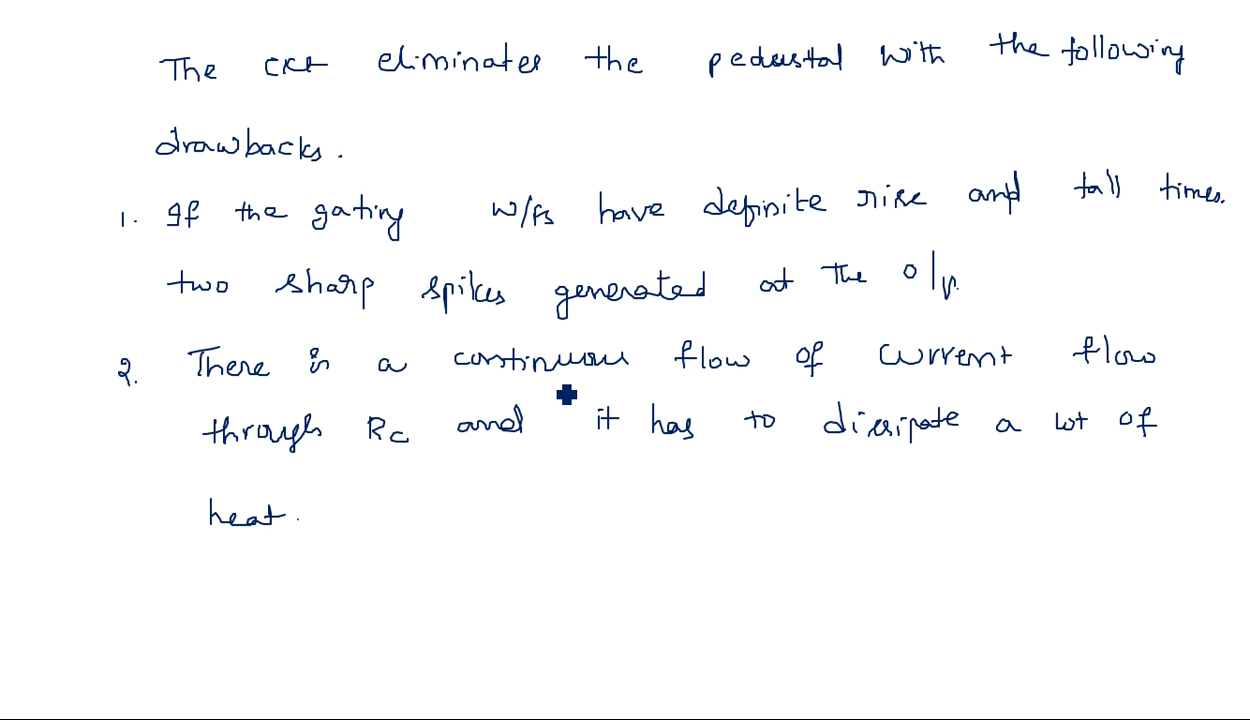 The ckt eliminates the pedustal with the following
drawbacks.
1. If the gating w/fs have definite rise and fall times.
two sharp spikes generated at the o/p.
2. There is a continuous flow of current flow
through Rc and it has to dissipate a lot of
heat.